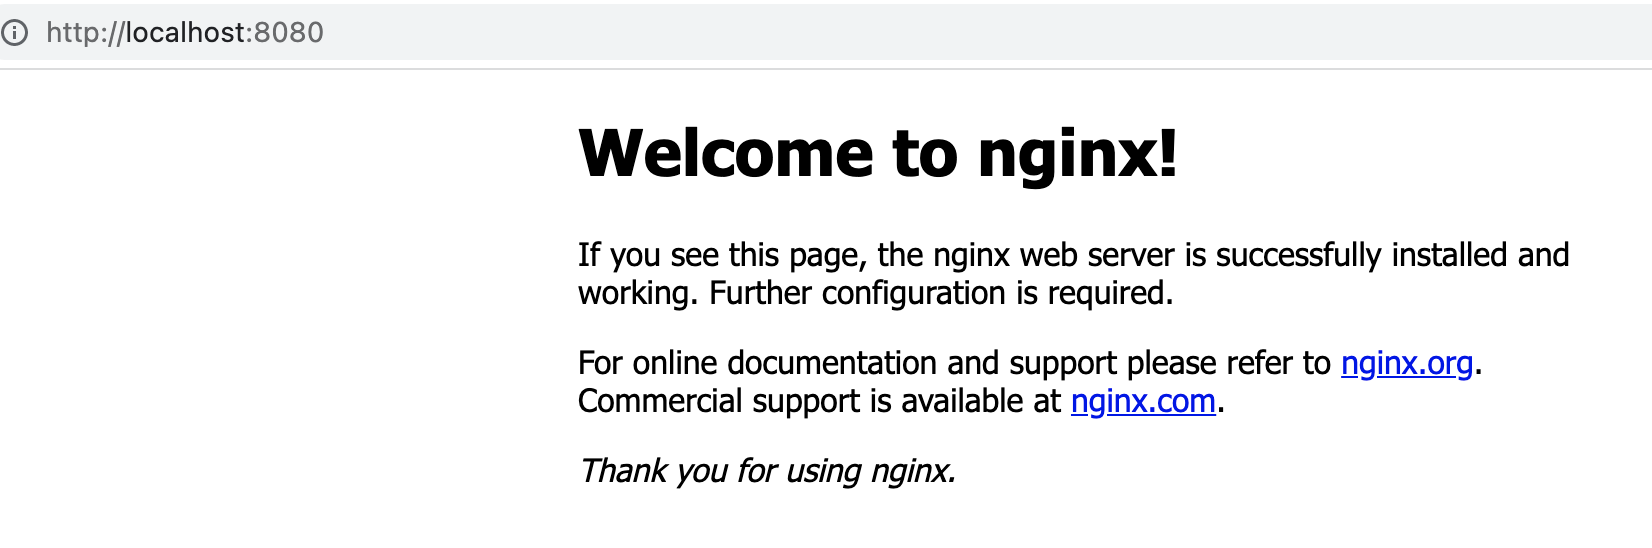 http://localhost:8080
Welcome to nginx!
If you see this page, the nginx web server is successfully installed and
working. Further configuration is required.
For online documentation and support please refer to nginx.org.
Commercial support is available at nginx.com.
Thank you for using nginx.